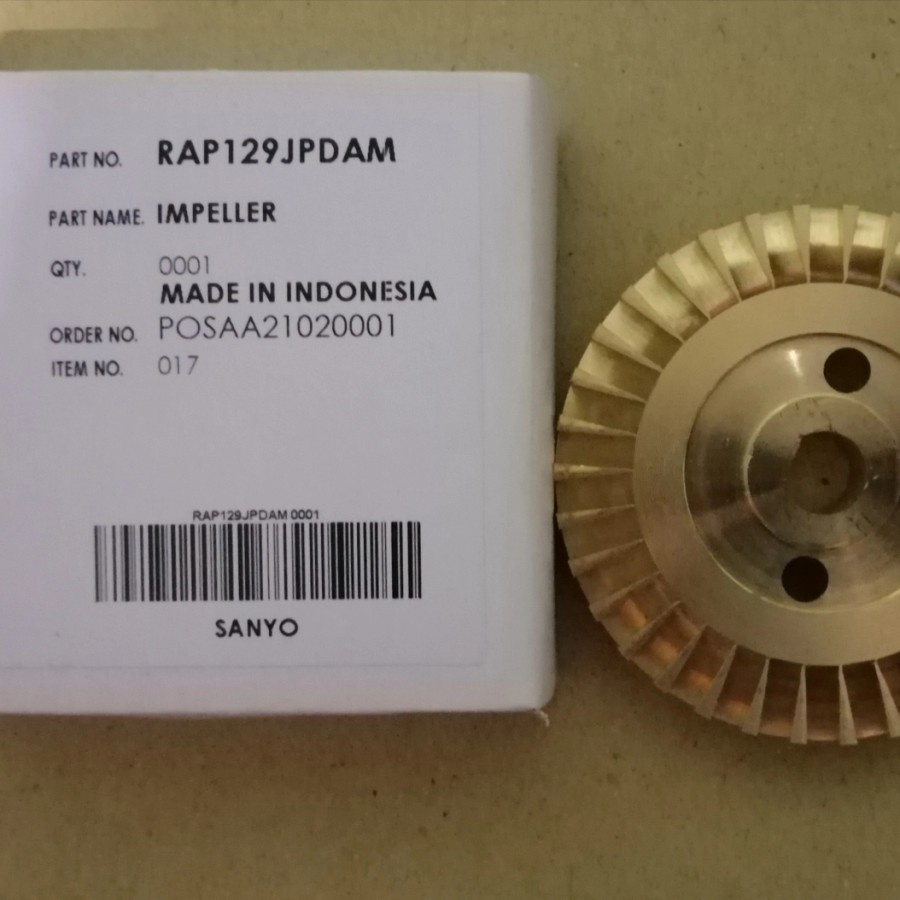 PART NO. RAP129JPDAM
PART NAME. IMPELLER
QTY. 0001
MADE IN INDONESIA
ORDER NO. POSAA21020001
ITEM NO. 017
RAP129JPDAM 0001
SANYO